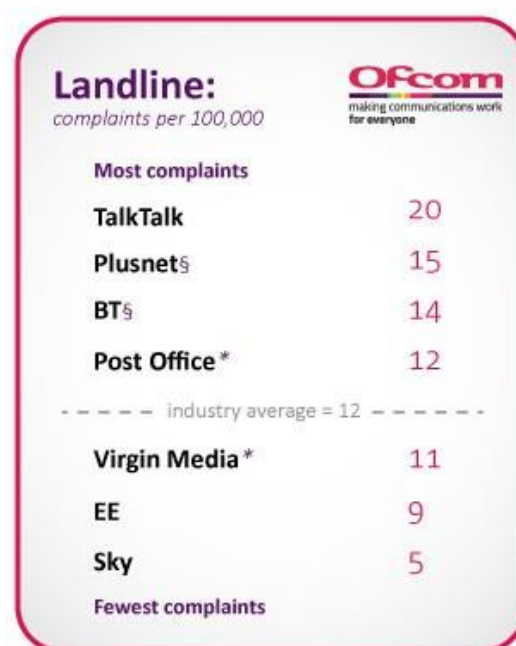 Landline:
complaints per 100,000
Ofcom
making communications work
for everyone
Most complaints
TalkTalk 20
Plusnet§ 15
BT§ 14
Post Office* 12
industry average = 12
Virgin Media* 11
EE 9
Sky 5
Fewest complaints